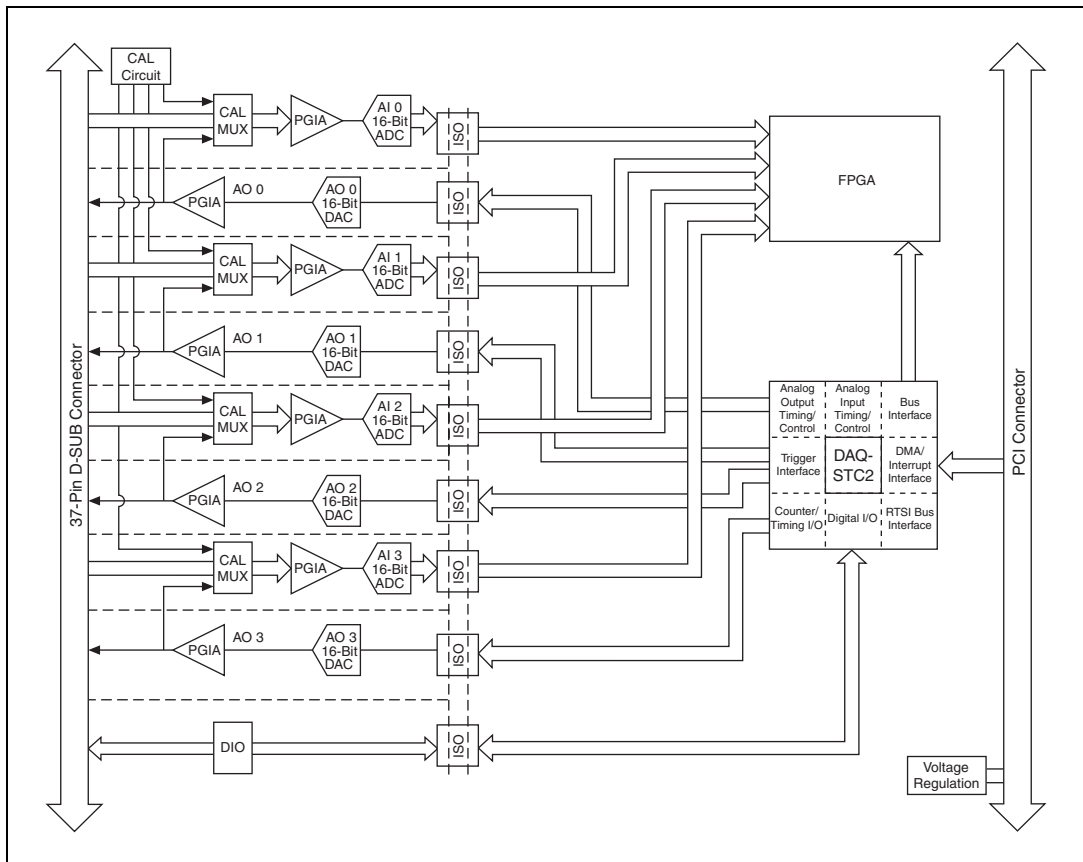 CAL
Circuit
CAL
MUX
PGIA
AI 0
16-Bit
ADC
ISO
FPGA
PGIA
AO 0
AO 0
16-Bit
DAC
ISO
CAL
MUX
PGIA
AI 1
16-Bit
ADC
ISO
PGIA
AO 1
AO 1
16-Bit
DAC
ISO
CAL
MUX
PGIA
AI 2
16-Bit
ADC
ISO
PGIA
AO 2
AO 2
16-Bit
DAC
ISO
CAL
MUX
PGIA
AI 3
16-Bit
ADC
ISO
PGIA
AO 3
AO 3
16-Bit
DAC
ISO
DIO
ISO
37-Pin D-SUB Connector
Analog
Output
Timing/
Control
Analog
Input
Timing/
Control
Bus
Interface
Trigger
Interface
DAQ-
STC2
DMA/
Interrupt
Interface
Counter/
Timing I/O
Digital I/O
RTSI Bus
Interface
PCI Connector
Voltage
Regulation